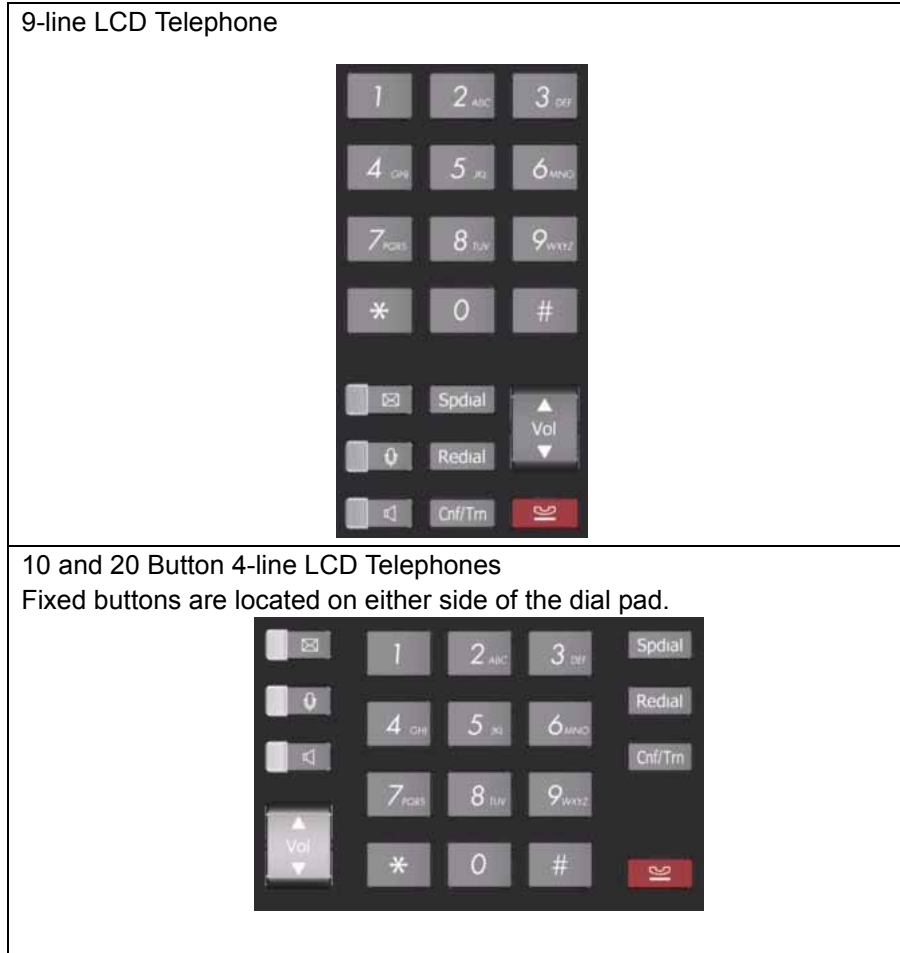 9-line LCD Telephone
1 2 ABC 3 DEF
4 GHI 5 JKL 6 MNO
7 PQRS 8 TUV 9 WXYZ
* 0 #
Spdial
Vol
Redial
Cnf/Trn
10 and 20 Button 4-line LCD Telephones
Fixed buttons are located on either side of the dial pad.
1 2 ABC 3 DEF Spdial
Redial
4 GHI 5 JKL 6 MNO
Cnf/Trn
7 PQRS 8 TUV 9 WXYZ
Vol
* 0 #